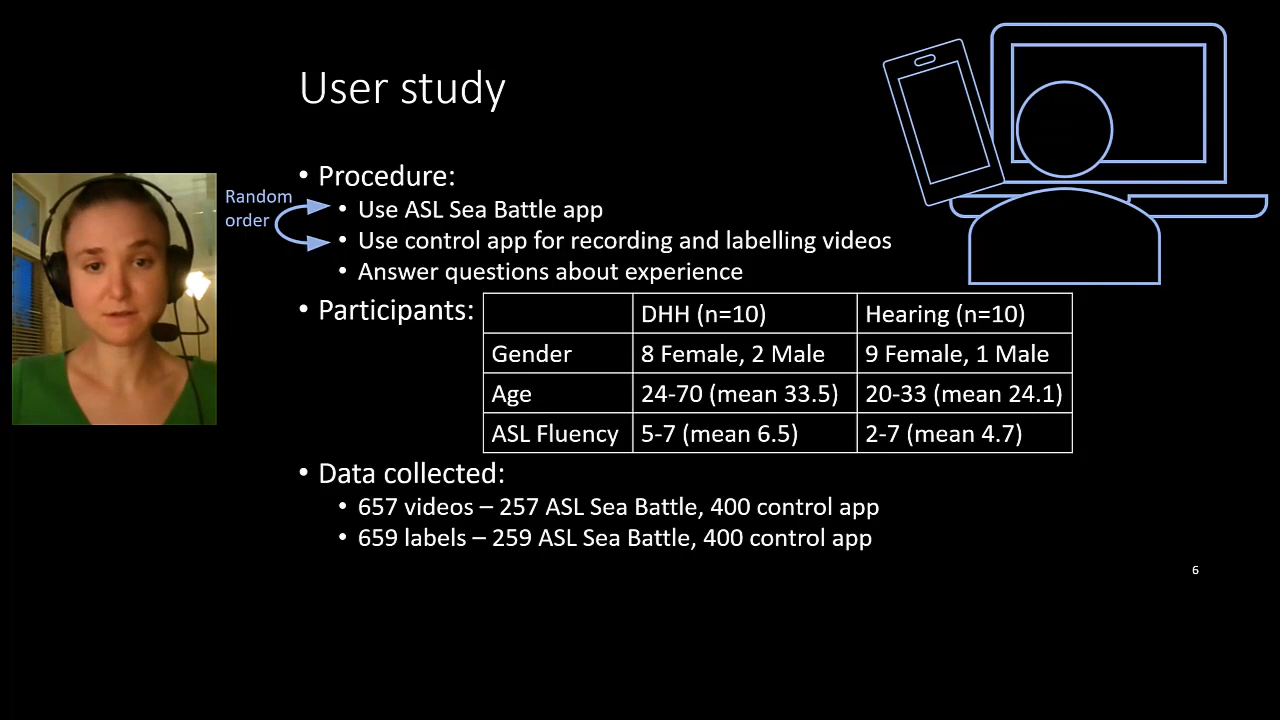 User study
• Procedure:
Random order
• Use ASL Sea Battle app
• Use control app for recording and labelling videos
• Answer questions about experience
• Participants:
DHH (n=10) Hearing (n=10)
Gender 8 Female, 2 Male 9 Female, 1 Male
Age 24-70 (mean 33.5) 20-33 (mean 24.1)
ASL Fluency 5-7 (mean 6.5) 2-7 (mean 4.7)
• Data collected:
• 657 videos – 257 ASL Sea Battle, 400 control app
• 659 labels – 259 ASL Sea Battle, 400 control app
6